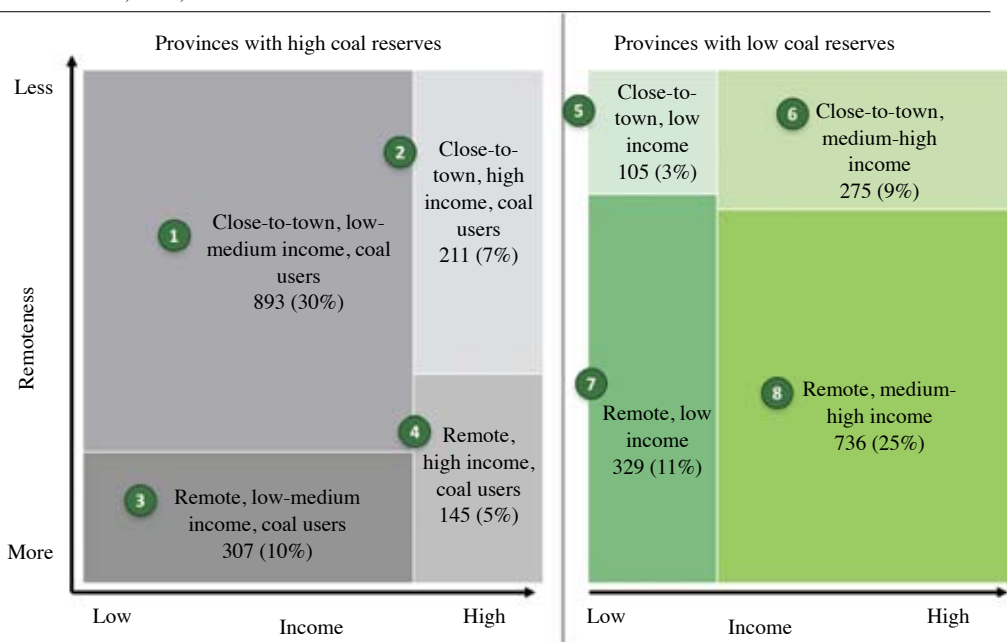 Provinces with high coal reserves
Less
Remoteness
More
1
Close-to-town, low-
medium income, coal
users
893 (30%)
2
Close-to-
town, high
income, coal
users
211 (7%)
3
Remote, low-medium
income, coal users
307 (10%)
4
Remote,
high income,
coal users
145 (5%)
Low
Income
High
Provinces with low coal reserves
5
Close-to-
town, low
income
105 (3%)
6
Close-to-town,
medium-high
income
275 (9%)
7
Remote, low
income
329 (11%)
8
Remote, medium-
high income
736 (25%)
Low
Income
High